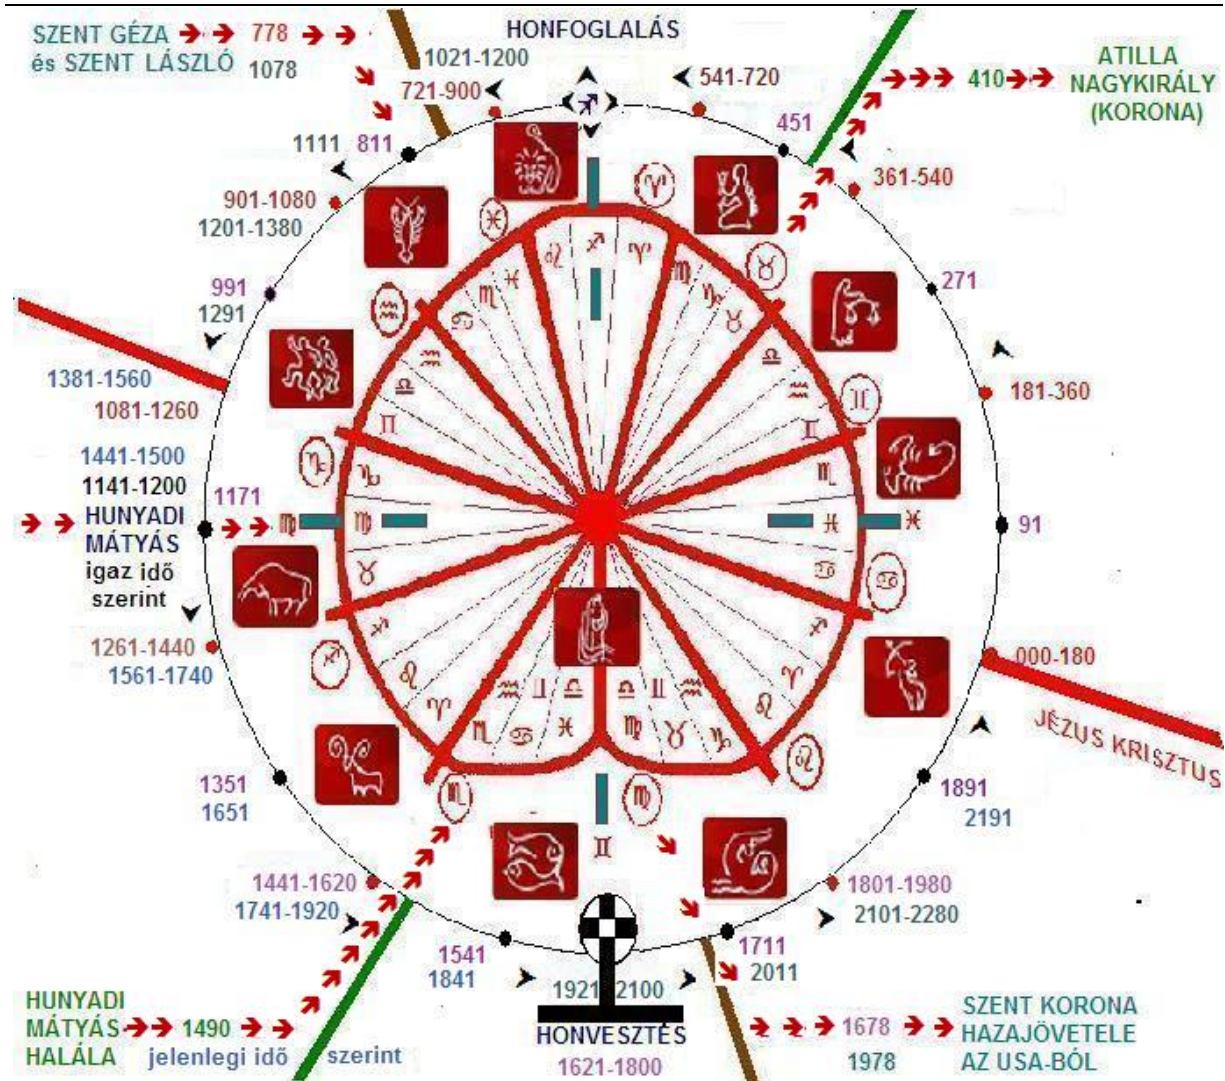 HONFOGLALÁS
SZENT GÉZA 778
és SZENT LÁSZLÓ 1078
1021-1200
721-900
541-720
ATILLA
NAGYKIRÁLY
(KORONA)
410
1111 811
451
361-540
901-1080
1201-1380
991
1291
271
1381-1560
1081-1260
181-360
1441-1500
1141-1200
HUNYADI
MÁTYÁS
igaz idő
szerint
1171
91
1261-1440
1561-1740
000-180
JÉZUS KRISZTUS
1351
1651
1891
2191
1441-1620
1741-1920
1801-1980
2101-2280
1541
1841
1711
2011
1921 2100
HONVESZTÉS
1621-1800
HUNYADI
MÁTYÁS
HALÁLA
1490
jelenlegi idő szerint
1678
1978
SZENT KORONA
HAZAJÖVETELE
AZ USA-BÓL